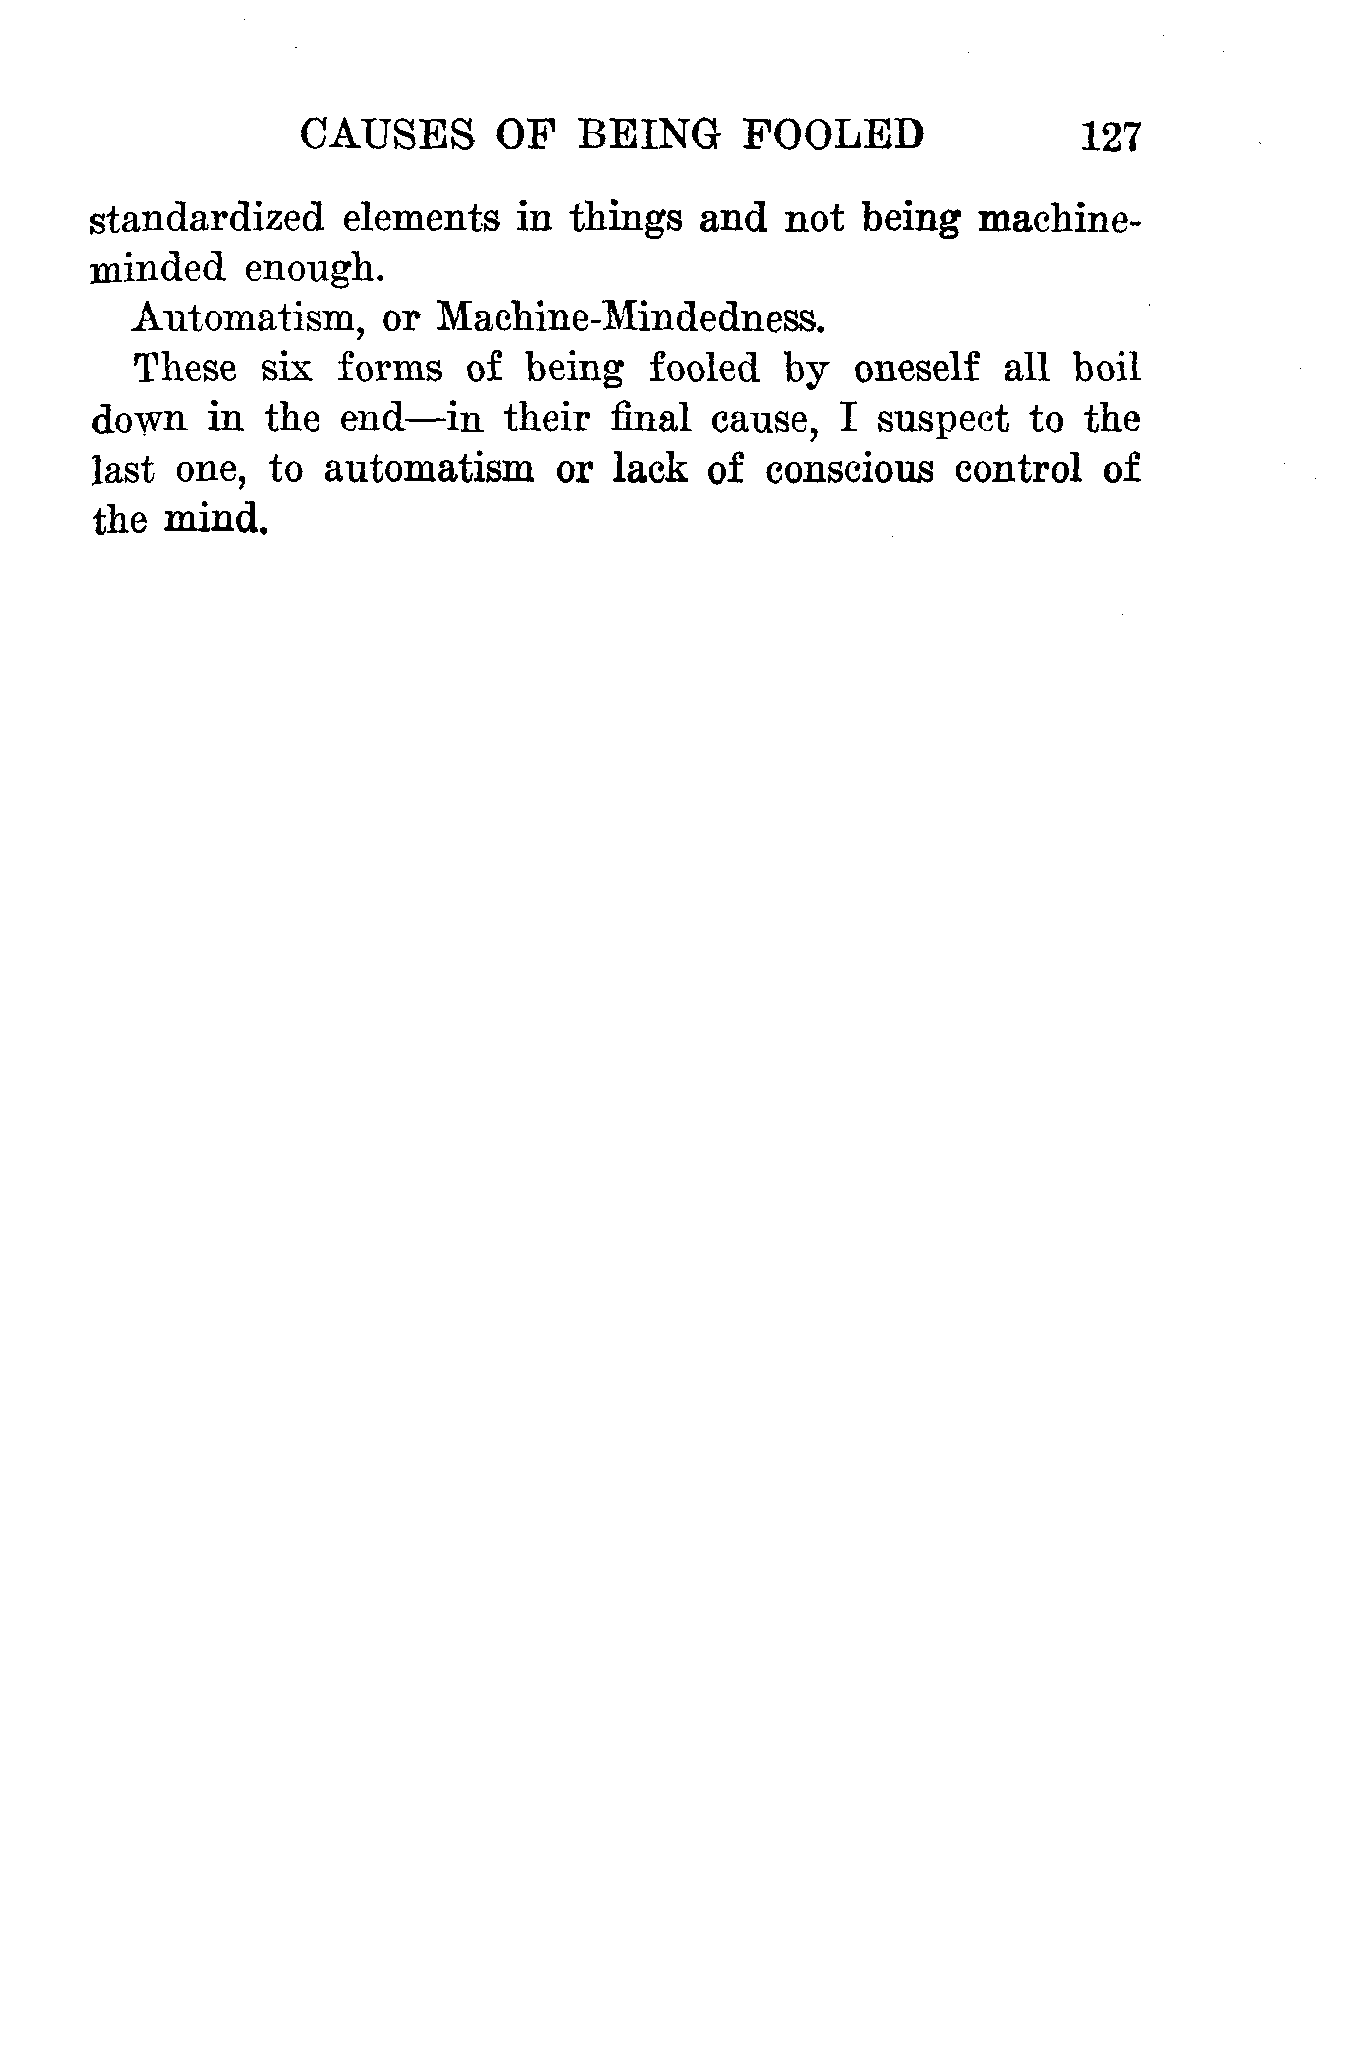 CAUSES OF BEING FOOLED 127
standardized elements in things and not being machine-
minded enough.
Automatism, or Machine-Mindedness.
These six forms of being fooled by oneself all boil
down in the end—in their final cause, I suspect to the
last one, to automatism or lack of conscious control of
the mind.